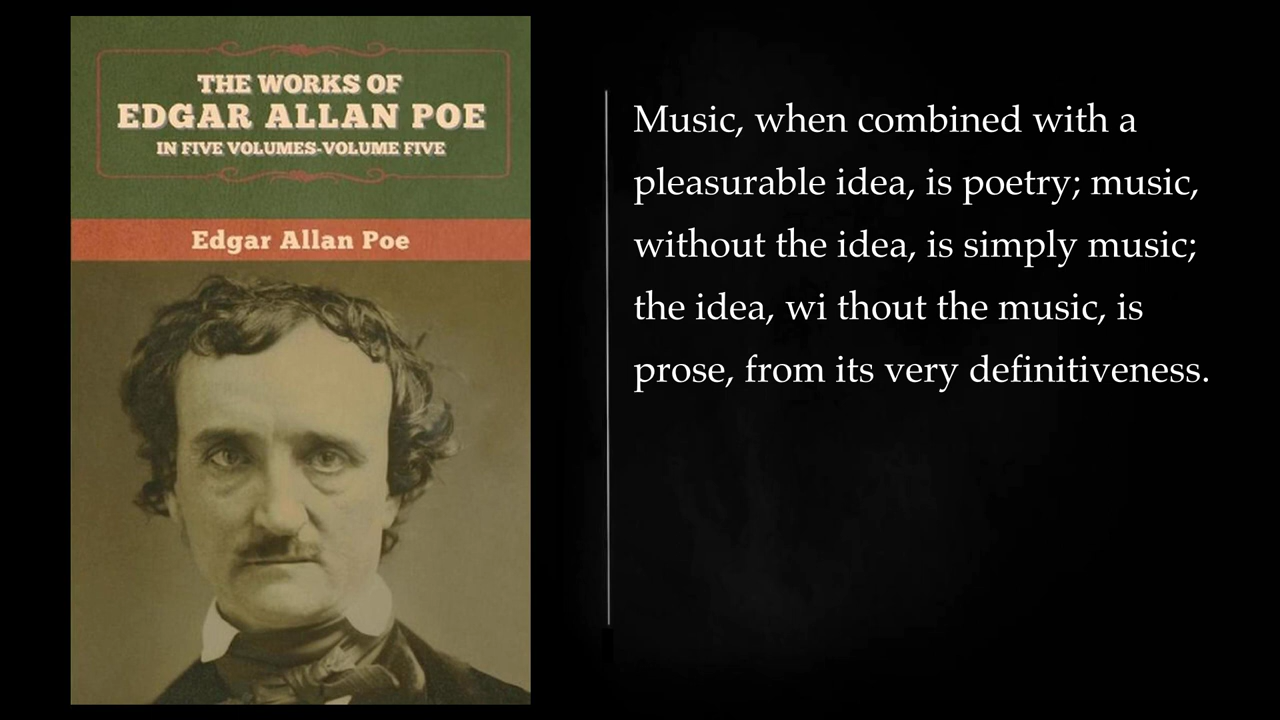 THE WORKS OF
EDGAR ALLAN POE
IN FIVE VOLUMES-VOLUME FIVE
Edgar Allan Poe
Music, when combined with a
pleasurable idea, is poetry; music,
without the idea, is simply music;
the idea, wi thout the music, is
prose, from its very definitiveness.